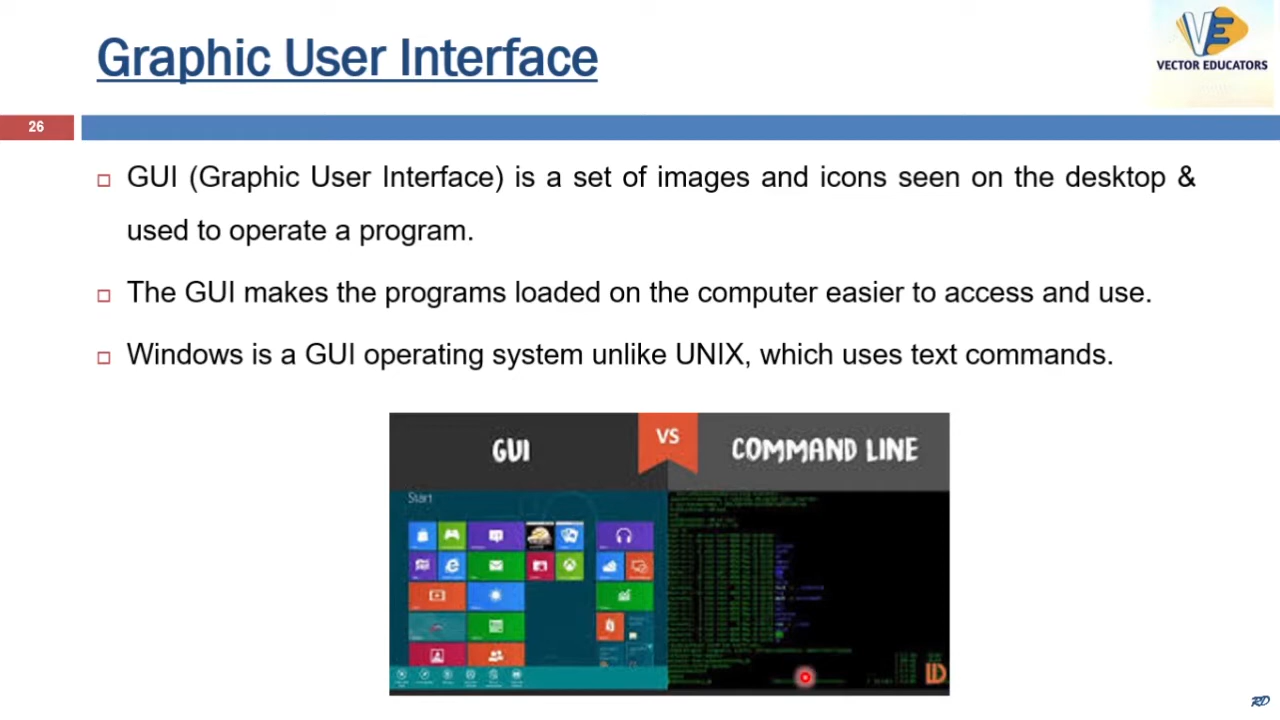 Graphic User Interface
VE
VECTOR EDUCATORS
26
GUI (Graphic User Interface) is a set of images and icons seen on the desktop &
used to operate a program.
The GUI makes the programs loaded on the computer easier to access and use.
Windows is a GUI operating system unlike UNIX, which uses text commands.
GUI
VS
COMMAND LINE
Start
RD